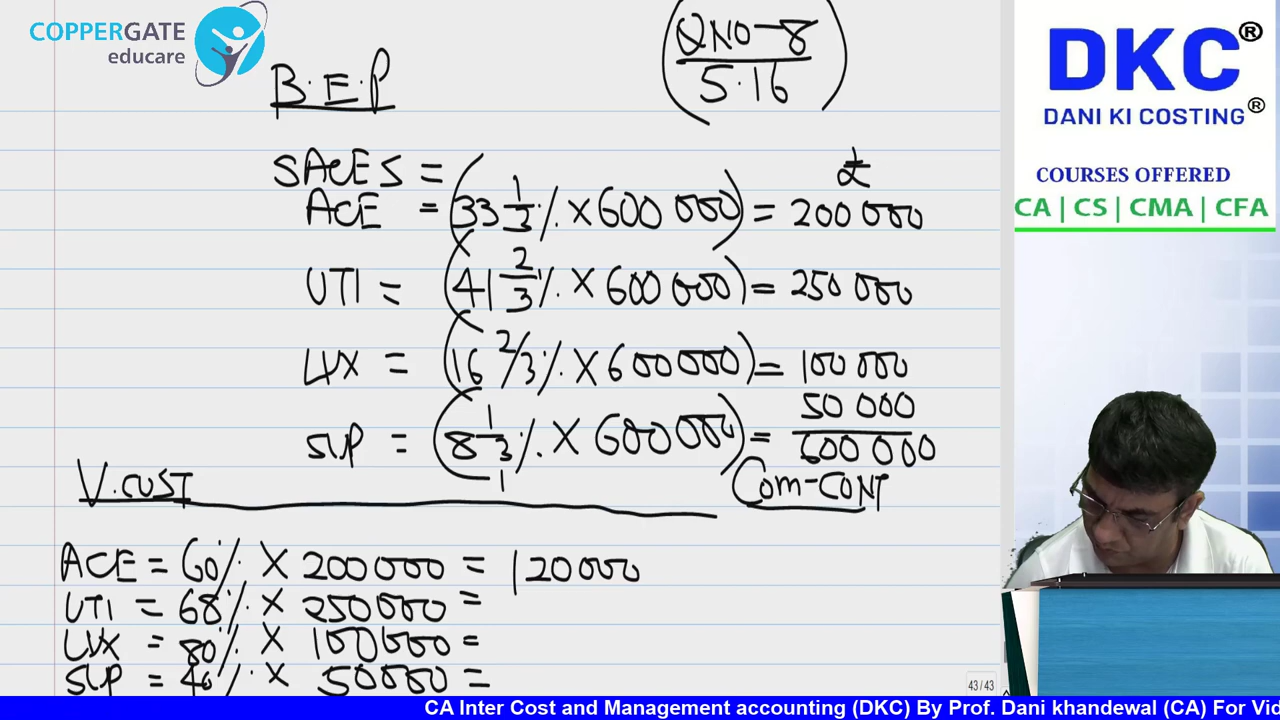 COPPERGATE
educare
QNO-8
5.16
B.E.P
SALES =
₹
ACE = (33 1/3 % X 600 000) = 200 000
UTI = (41 2/3 % X 600 000) = 250 000
LUX = (16 2/3 % X 600000) = 100 000
SUP = (8 1/3 % X 600000) = 50 000
600 000
V.COST
Com-CONT
ACE = 60% X 200000 = 120000
UTI = 68% X 250000 =
LUX = 80% X 100000 =
SUP = 40% X 50000 =
43/43
DKC®
DANI KI COSTING®
COURSES OFFERED
CA | CS | CMA | CFA
CA Inter Cost and Management accounting (DKC) By Prof. Dani khandewal (CA) For Vid